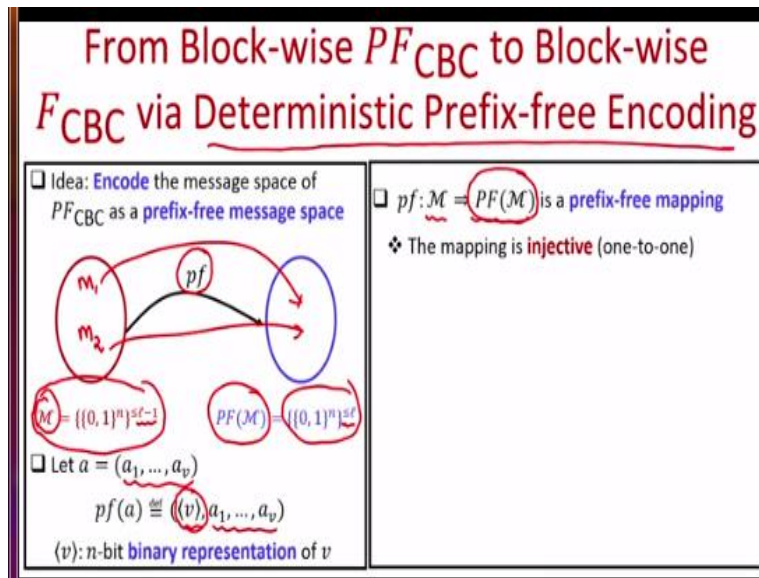 From Block-wise PF_CBC to Block-wise
F_CBC via Deterministic Prefix-free Encoding
❑ Idea: Encode the message space of
PF_CBC as a prefix-free message space
m₁
pf
m₂
ℳ = {{0, 1}ⁿ}^{≤ℓ−1}
PF(ℳ) = {{0, 1}ⁿ}^{≤ℓ}
❑ Let a = (a₁, …, aᵥ)
pf(a) ≝ (⟨v⟩, a₁, …, aᵥ)
⟨v⟩: n-bit binary representation of v
❑ pf: ℳ ⇒ PF(ℳ) is a prefix-free mapping
❖ The mapping is injective (one-to-one)